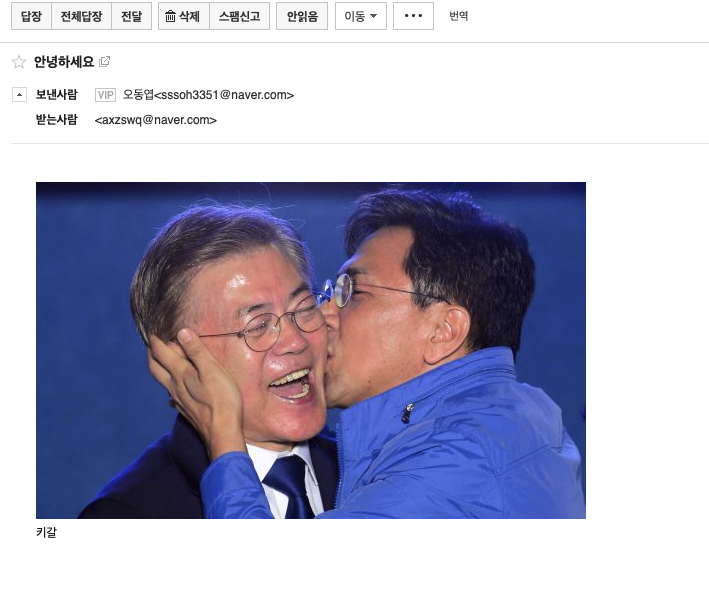 답장 전체답장 전달 삭제 스팸신고 안읽음 이동 ••• 번역
안녕하세요
보낸사람 VIP 오동엽<sssoh3351@naver.com>
받는사람 <axzswq@naver.com>
키갈